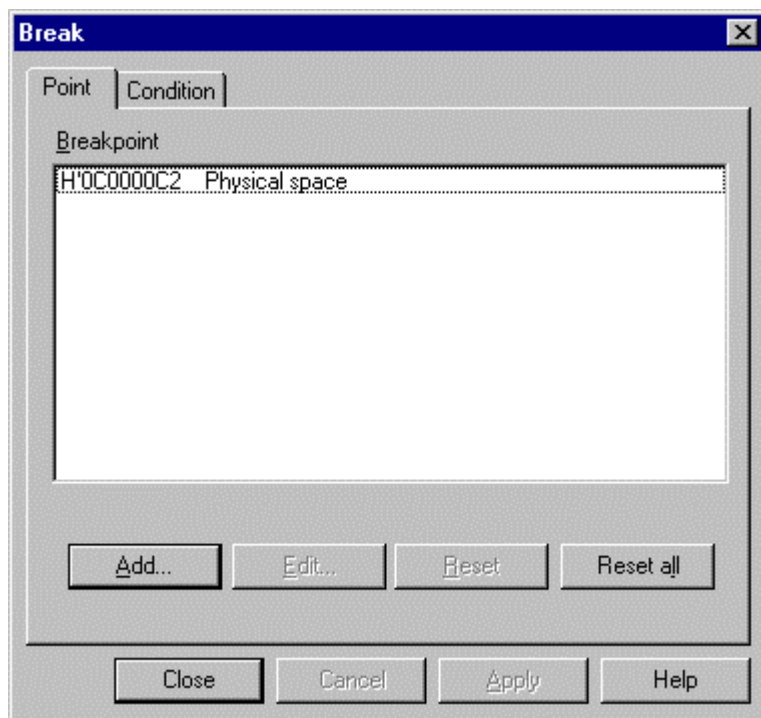 Break
Point Condition
Breakpoint
H'0C0000C2 Physical space
Add... Edit... Reset Reset all
Close Cancel Apply Help